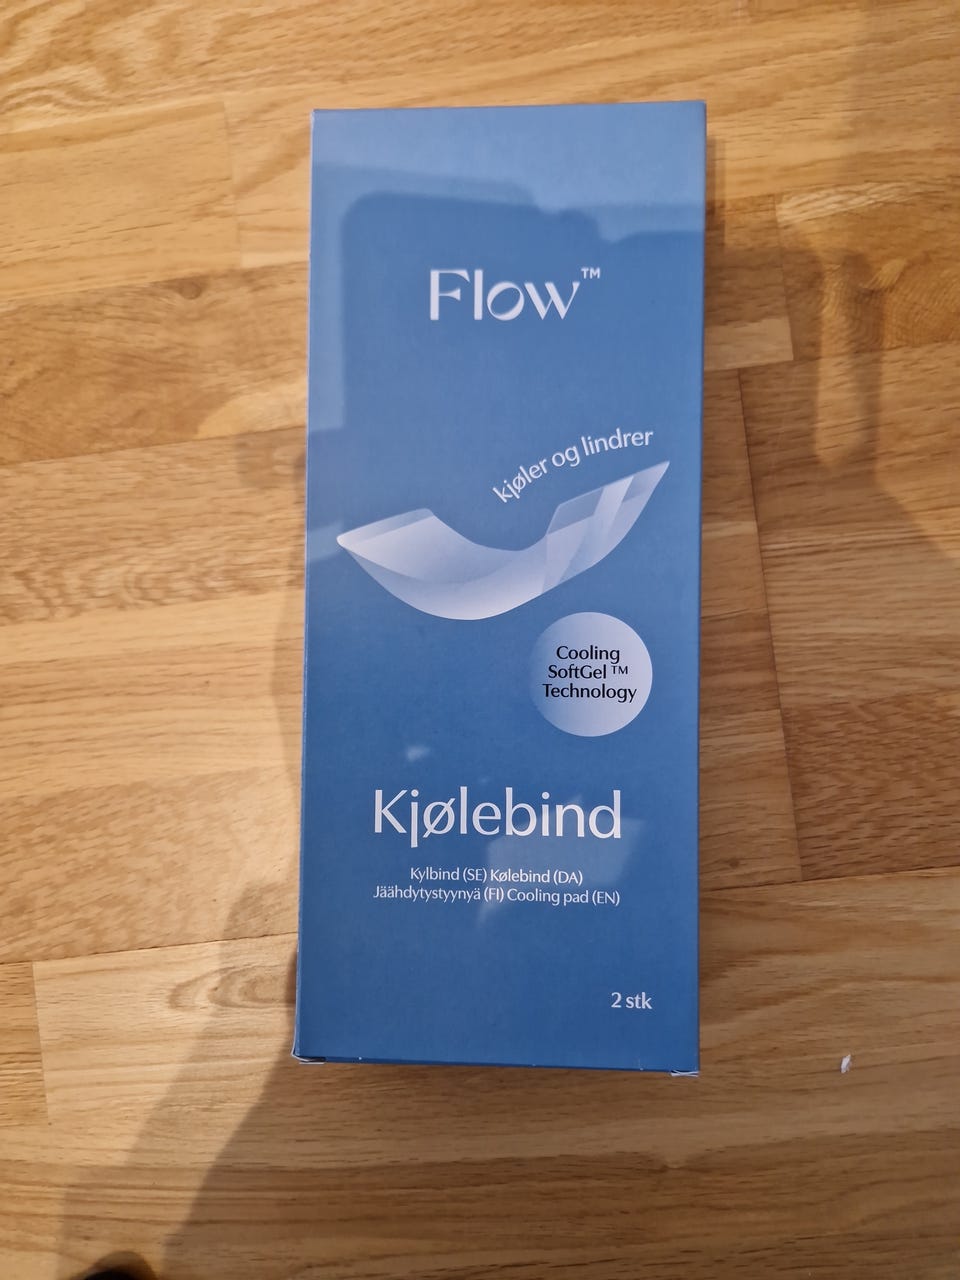 Flow™
kjøler og lindrer
Cooling
SoftGel™
Technology
Kjølebind
Kylbind (SE) Kølebind (DA)
Jäähdytystyynyä (FI) Cooling pad (EN)
2 stk